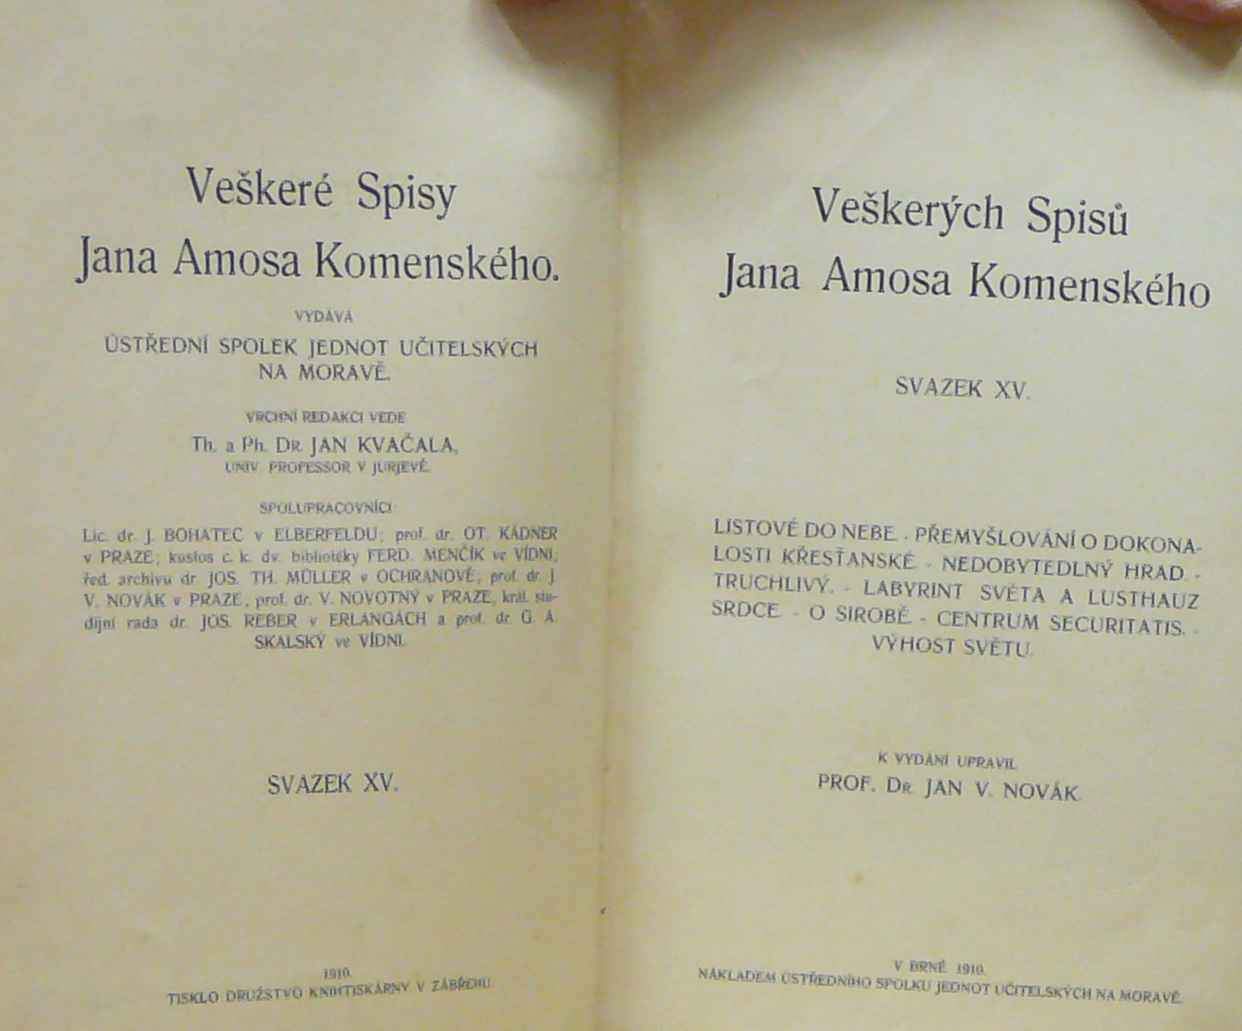 Veškeré Spisy
Jana Amosa Komenského.
VYDÁVÁ
ÚSTŘEDNÍ SPOLEK JEDNOT UČITELSKÝCH
NA MORAVĚ.
VRCHNÍ REDAKCI VEDE
Th. a Ph. DR. JAN KVAČALA,
UNIV. PROFESSOR V JURJEVĚ.
SPOLUPRACOVNÍCI:
Lic. dr. J. BOHATEC v ELBERFELDU; prof. dr. OT. KÁDNER
v PRAZE; kustos c. k. dv. bibliotéky FERD. MENČÍK ve VÍDNI;
řed. archivu dr. JOS. TH. MÜLLER v OCHRANOVĚ; prof. dr. J.
V. NOVÁK v PRAZE, prof. dr. V. NOVOTNÝ v PRAZE, král. stu-
dijní rada dr. JOS. REBER v ERLANGÁCH a prof. dr. G. A.
SKALSKÝ ve VÍDNI.
SVAZEK XV.
1910.
TISKLO DRUŽSTVO KNIHTISKÁRNY V ZÁBŘEHU.
Veškerých Spisů
Jana Amosa Komenského
SVAZEK XV.
LISTOVÉ DO NEBE. - PŘEMYŠLOVÁNÍ O DOKONA-
LOSTI KŘESŤANSKÉ - NEDOBYTEDLNÝ HRAD. -
TRUCHLIVÝ. - LABYRINT SVĚTA A LUSTHAUZ
SRDCE - O SIROBĚ - CENTRUM SECURITATIS. -
VÝHOST SVĚTU.
K VYDÁNÍ UPRAVIL
PROF. DR. JAN V. NOVÁK.
V BRNĚ 1910.
NÁKLADEM ÚSTŘEDNÍHO SPOLKU JEDNOT UČITELSKÝCH NA MORAVĚ.